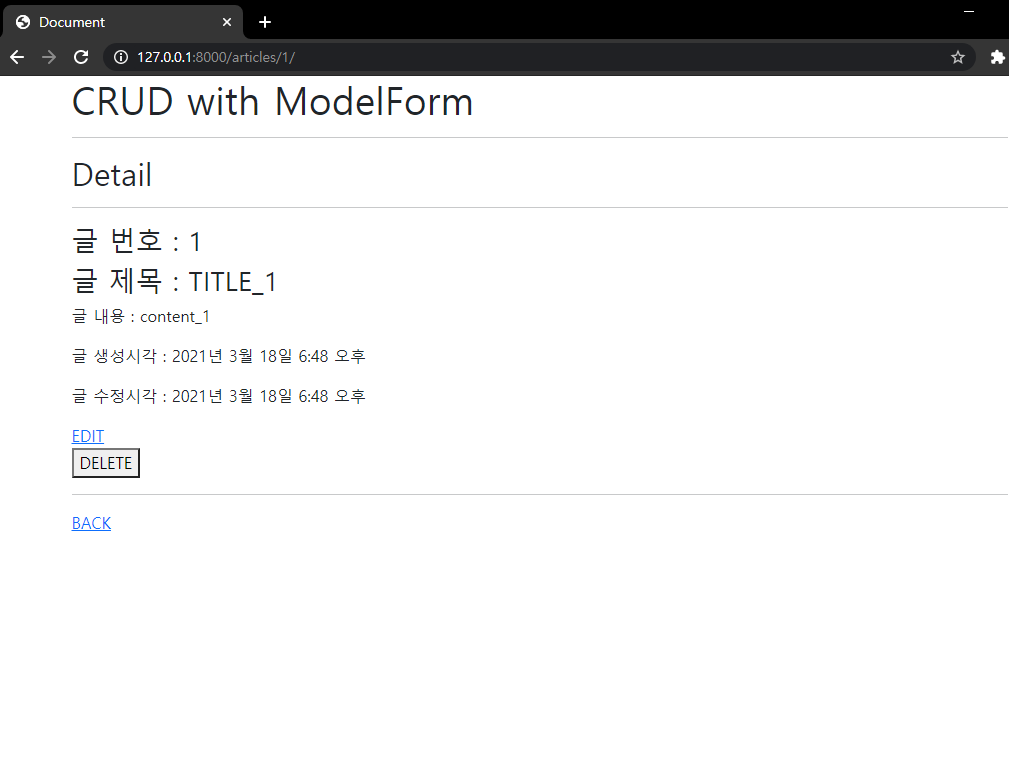 Document
127.0.0.1:8000/articles/1/
CRUD with ModelForm
Detail
글 번호 : 1
글 제목 : TITLE_1
글 내용 : content_1
글 생성시각 : 2021년 3월 18일 6:48 오후
글 수정시각 : 2021년 3월 18일 6:48 오후
EDIT
DELETE
BACK